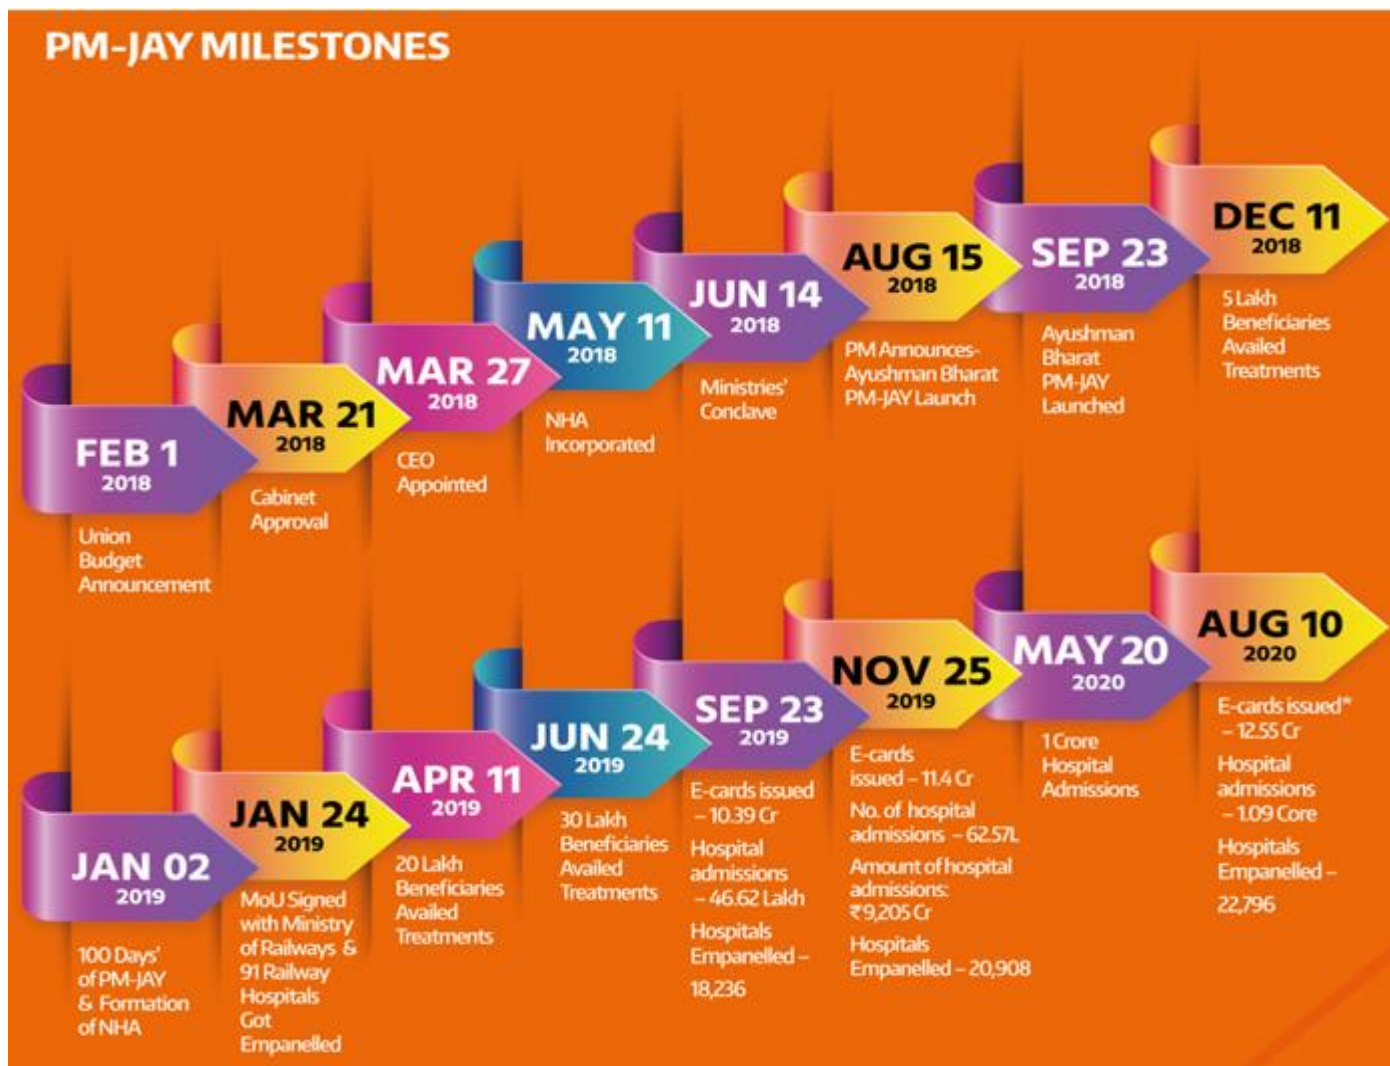 PM-JAY MILESTONES
FEB 1
2018
Union
Budget
Announcement
MAR 21
2018
Cabinet
Approval
MAR 27
2018
CEO
Appointed
MAY 11
2018
NHA
Incorporated
JUN 14
2018
Ministries'
Conclave
AUG 15
2018
PM Announces-
Ayushman Bharat
PM-JAY Launch
SEP 23
2018
Ayushman
Bharat
PM-JAY
Launched
DEC 11
2018
5 Lakh
Beneficiaries
Availed
Treatments
JAN 02
2019
100 Days'
of PM-JAY
& Formation
of NHA
JAN 24
2019
MoU Signed
with Ministry
of Railways &
91 Railway
Hospitals
Got
Empanelled
APR 11
2019
20 Lakh
Beneficiaries
Availed
Treatments
JUN 24
2019
30 Lakh
Beneficiaries
Availed
Treatments
SEP 23
2019
E-cards issued
– 10.39 Cr
Hospital
admissions
– 46.62 Lakh
Hospitals
Empanelled –
18,236
NOV 25
2019
E-cards
issued – 11.4 Cr
No. of hospital
admissions – 62.57L
Amount of hospital
admissions:
₹9,205 Cr
Hospitals
Empanelled – 20,908
MAY 20
2020
1 Crore
Hospital
Admissions
AUG 10
2020
E-cards issued*
– 12.55 Cr
Hospital
admissions
– 1.09 Core
Hospitals
Empanelled –
22,796